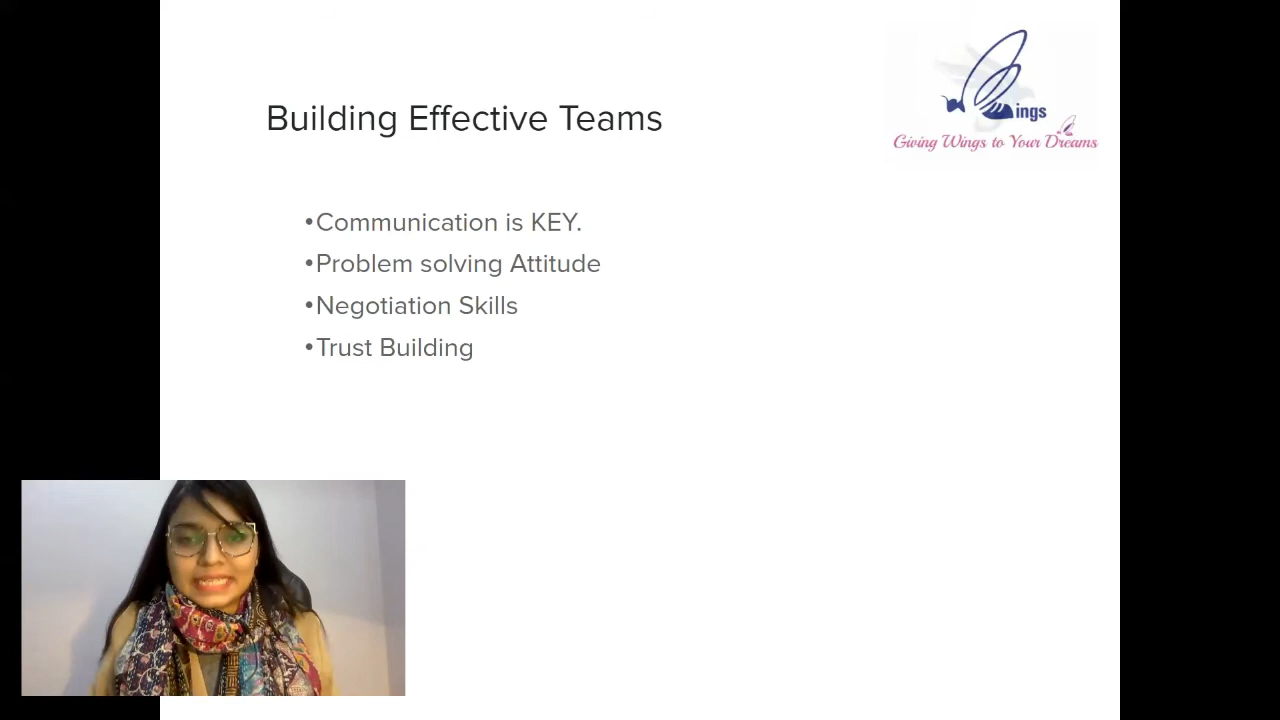 Building Effective Teams
ings
Giving Wings to Your Dreams
•Communication is KEY.
•Problem solving Attitude
•Negotiation Skills
•Trust Building